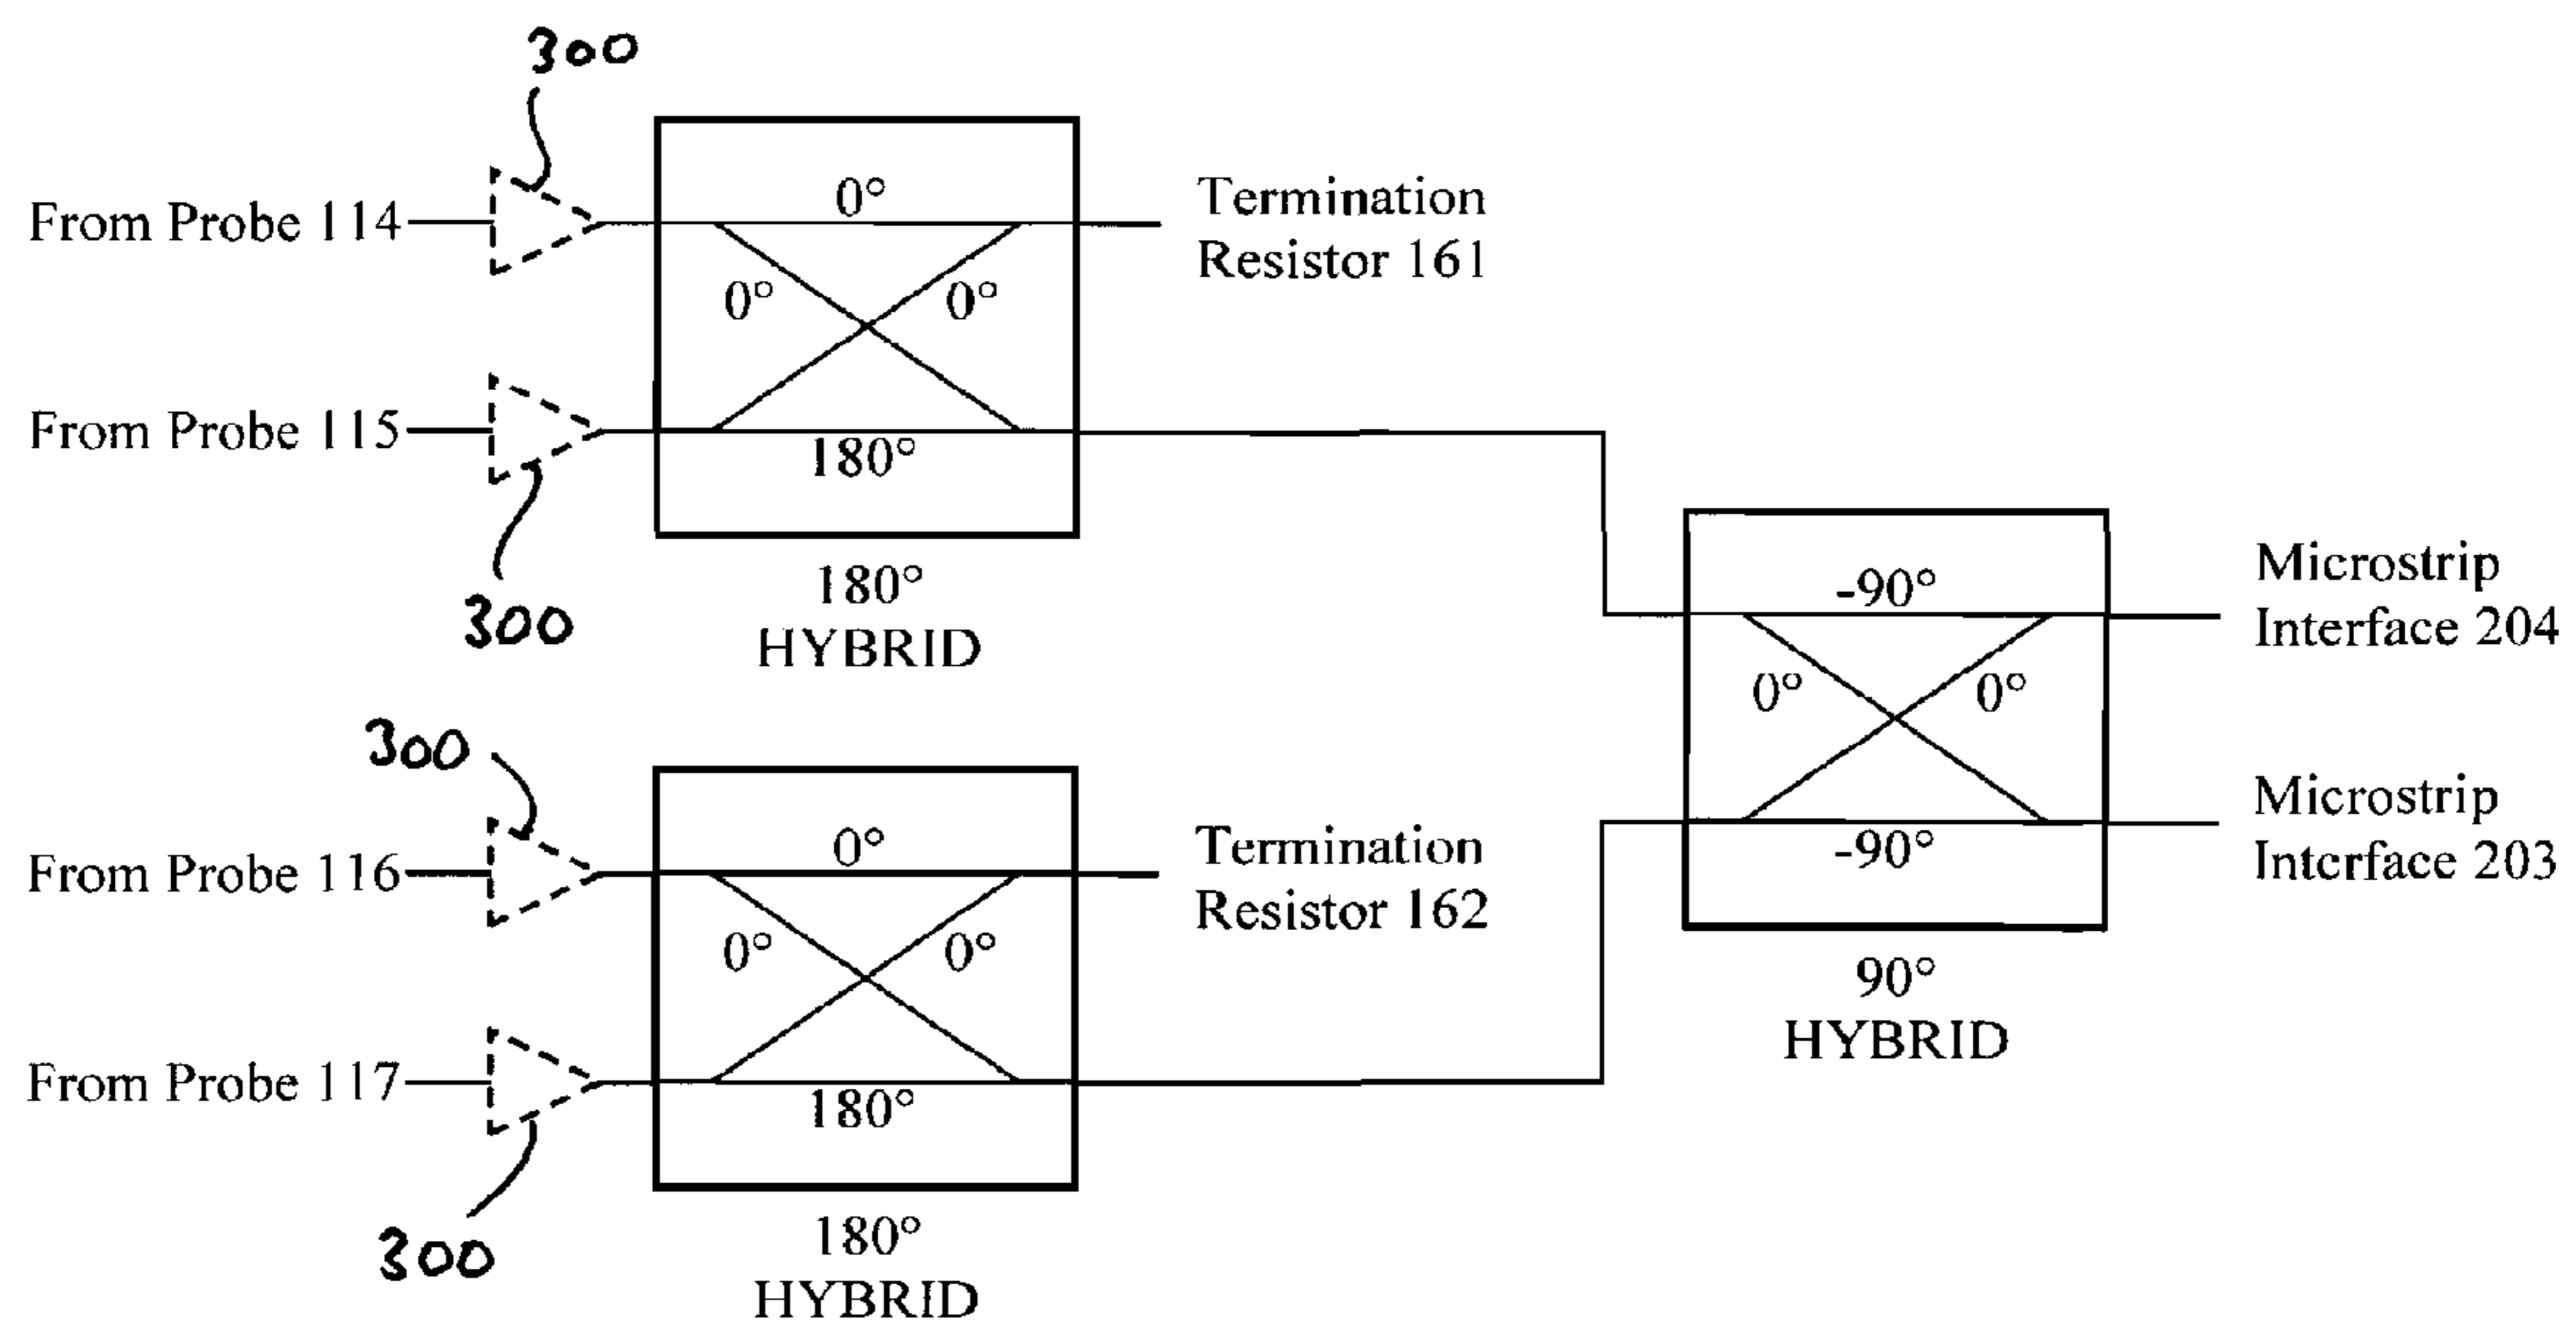 300
0°
Termination
From Probe 114
Resistor 161
0°
0°
From Probe 115
180°
300
180°
HYBRID
-90°
Microstrip
Interface 204
0°
0°
300
0°
Termination
From Probe 116
Resistor 162
-90°
Microstrip
Interface 203
0°
0°
90°
HYBRID
From Probe 117
180°
300
180°
HYBRID